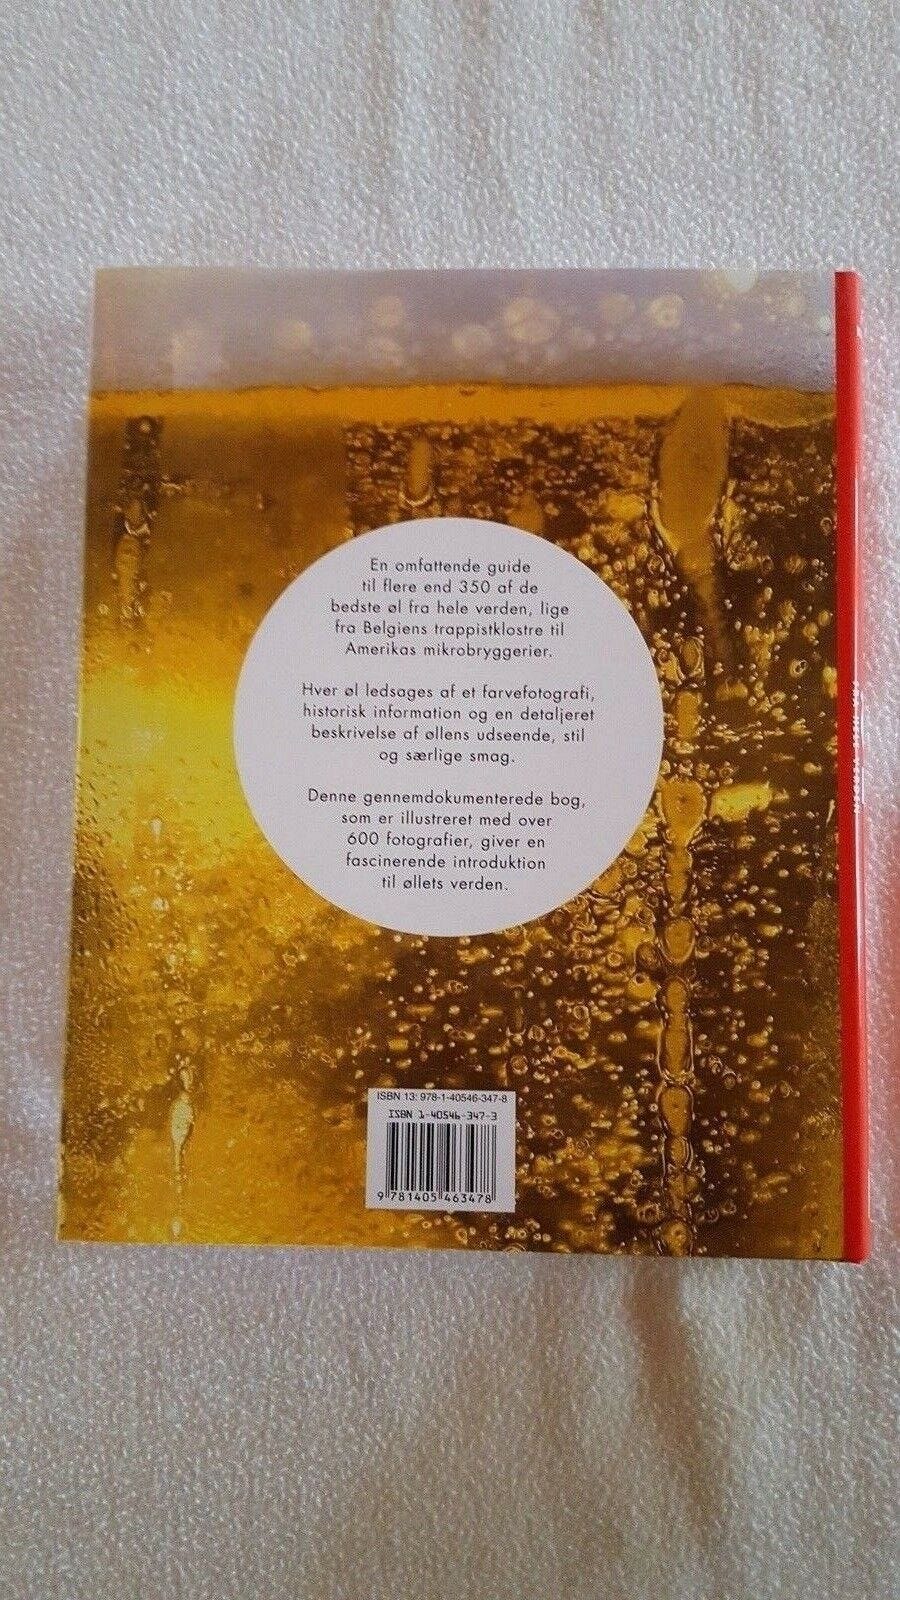 En omfattende guide
til flere end 350 af de
bedste øl fra hele verden, lige
fra Belgiens trappistklostre til
Amerikas mikrobryggerier.
Hver øl ledsages af et farvefotografi,
historisk information og en detaljeret
beskrivelse af øllens udseende, stil
og særlige smag.
Denne gennemdokumenterede bog,
som er illustreret med over
600 fotografier, giver en
fascinerende introduktion
til øllets verden.
ISBN 13: 978-1-40546-347-8
ISBN 1-40546-347-3
9 781405 463478